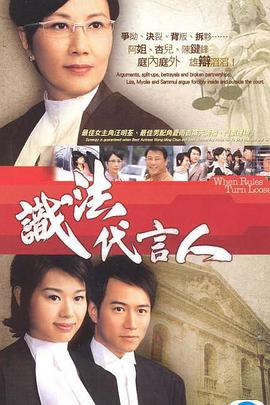 爭拗、決裂、背叛、拆夥……
阿姐、杏兒、陳鍵鋒
庭內庭外 雄辯滔滔！
Arguments, split-ups, betrayals and broken partnerships.
Liza, Myolie and Sammul argue forcibly inside and outside the court.
When Rules
Turn Loose
識法
代言人